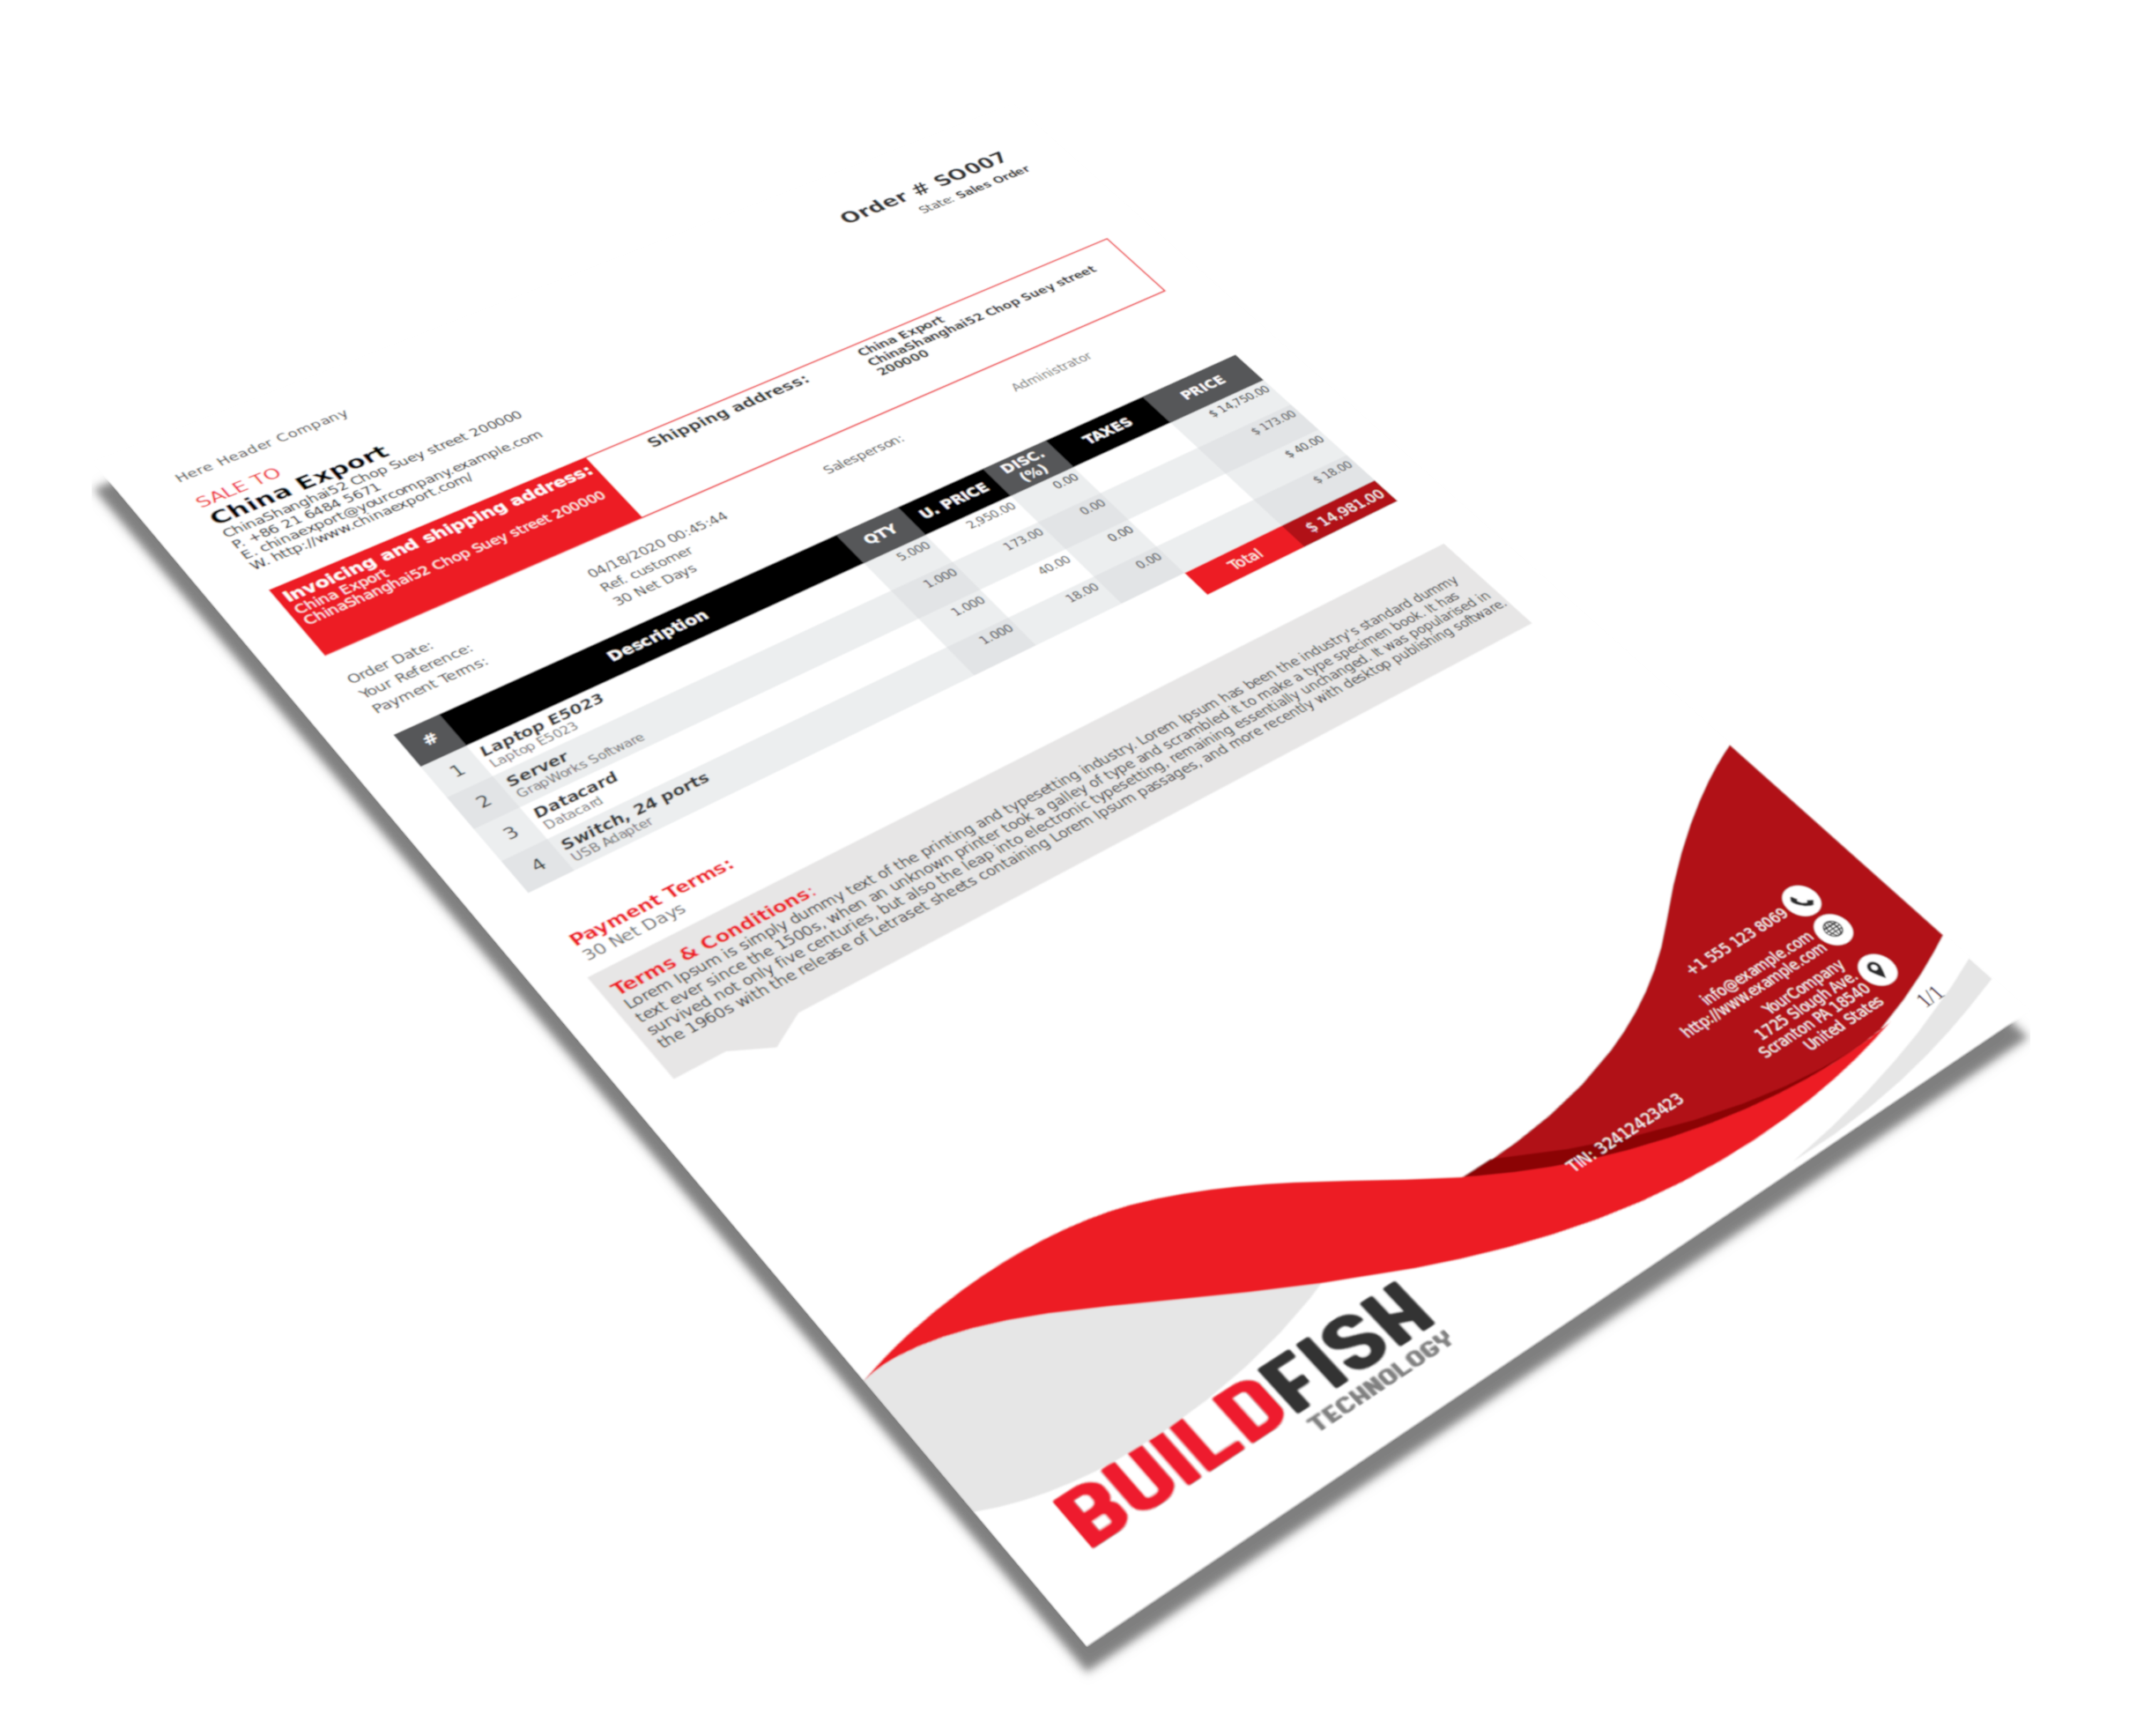 Order # SO007
State: Sales Order
Here Header Company
SALE TO
China Export
ChinaShanghai52 Chop Suey street 200000
P. +86 21 6484 5671
E. chinaexport@yourcompany.example.com
W. http://www.chinaexport.com/
Invoicing and shipping address:
China Export
ChinaShanghai52 Chop Suey street 200000
Shipping address:
China Export
ChinaShanghai52 Chop Suey street
200000
Order Date: 04/18/2020 00:45:44 Salesperson: Administrator
Your Reference: Ref. customer
Payment Terms: 30 Net Days
# Description QTY U. PRICE DISC. (%) TAXES PRICE
1 Laptop E5023 5.000 2,950.00 0.00 $ 14,750.00
Laptop E5023
2 Server 1.000 173.00 0.00 $ 173.00
GrapWorks Software
3 Datacard 1.000 40.00 0.00 $ 40.00
Datacard
4 Switch, 24 ports 1.000 18.00 0.00 $ 18.00
USB Adapter
Total $ 14,981.00
Payment Terms:
30 Net Days
Terms & Conditions:
Lorem Ipsum is simply dummy text of the printing and typesetting industry. Lorem Ipsum has been the industry's standard dummy
text ever since the 1500s, when an unknown printer took a galley of type and scrambled it to make a type specimen book. It has
survived not only five centuries, but also the leap into electronic typesetting, remaining essentially unchanged. It was popularised in
the 1960s with the release of Letraset sheets containing Lorem Ipsum passages, and more recently with desktop publishing software.
+1 555 123 8069
info@example.com
http://www.example.com
YourCompany
1725 Slough Ave.
Scranton PA 18540
United States
TIN: 32412423423
1/1
BUILDFISH
TECHNOLOGY